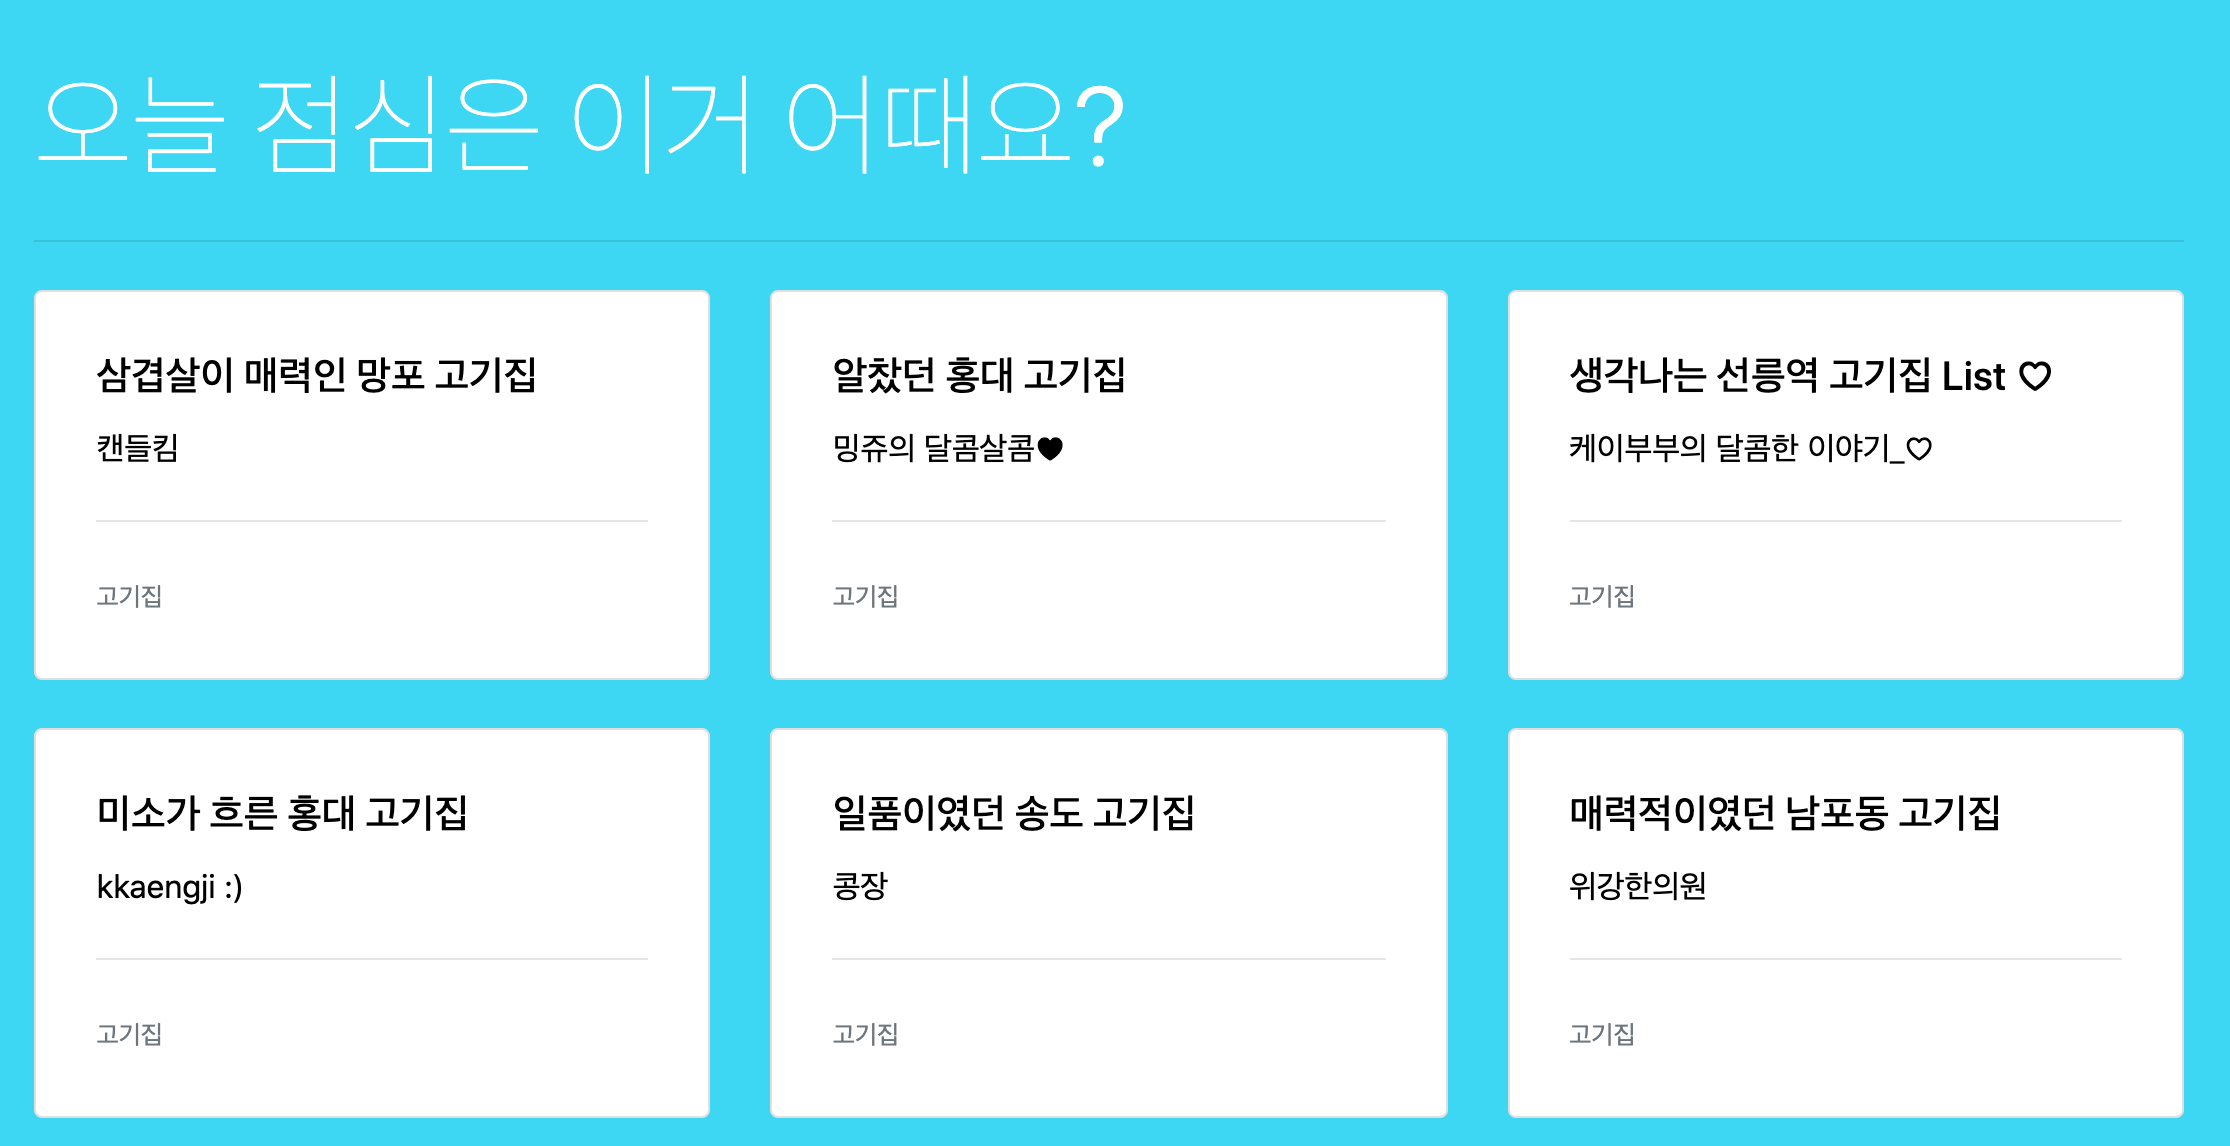 오늘 점심은 이거 어때요?
삼겹살이 매력인 망포 고기집
캔들킴
고기집
알찼던 홍대 고기집
밍쥬의 달콤살콤♥
고기집
생각나는 선릉역 고기집 List ♡
케이부부의 달콤한 이야기_♡
고기집
미소가 흐른 홍대 고기집
kkaengji :)
고기집
일품이였던 송도 고기집
콩장
고기집
매력적이였던 남포동 고기집
위강한의원
고기집